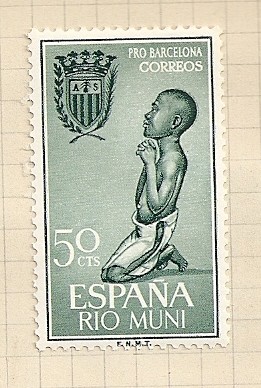 PRO BARCELONA
CORREOS
A S
50
CTS
ESPAÑA
RIO MUNI
F.N.M.T.